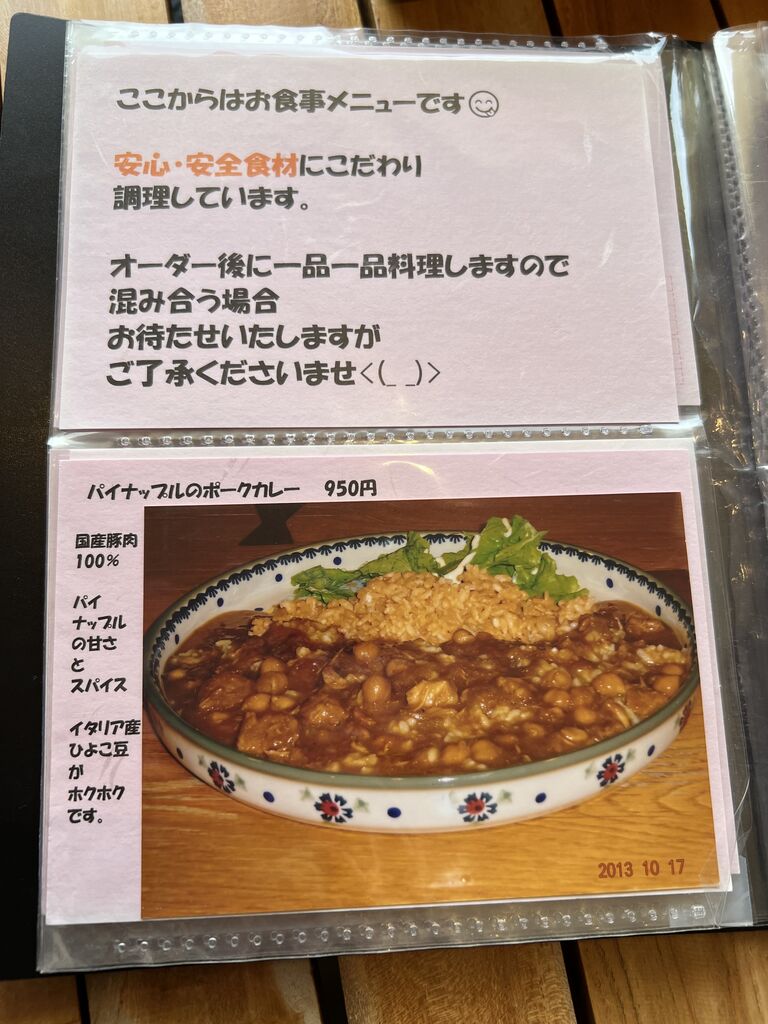 ここからはお食事メニューです😋
安心・安全食材にこだわり
調理しています。
オーダー後に一品一品料理しますので
混み合う場合
お待たせいたしますが
ご了承くださいませ<(_ _)>
パイナップルのポークカレー 950円
国産豚肉
100%
パイ
ナップル
の甘さ
と
スパイス
イタリア産
ひよこ豆
が
ホクホク
です。
2013 10 17